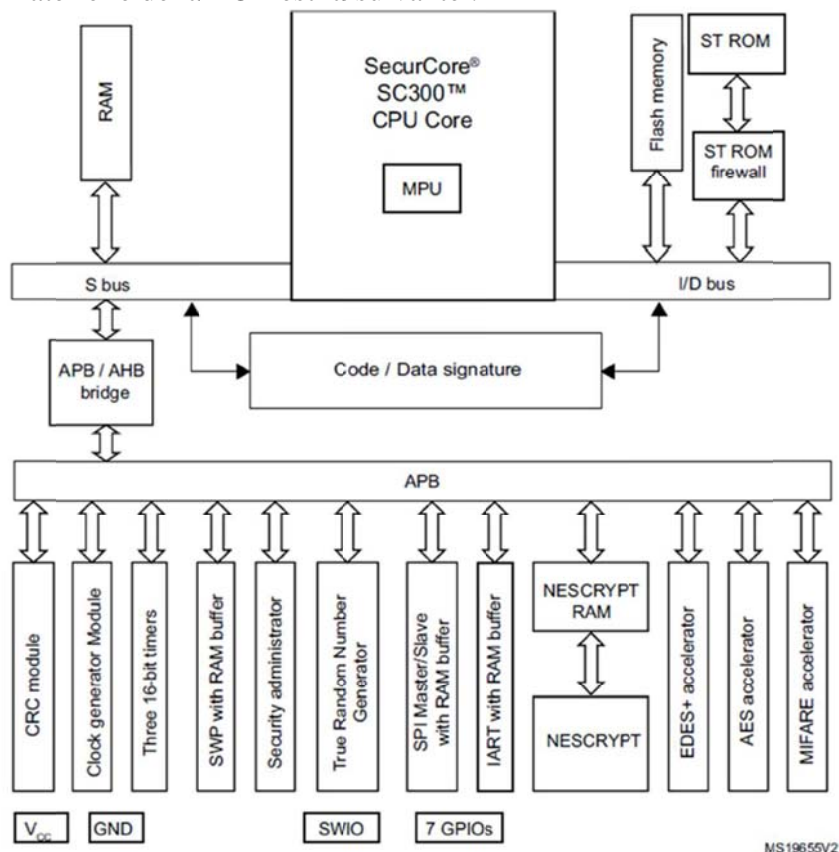 RAM
SecurCore®
SC300™
CPU Core
MPU
Flash memory
ST ROM
ST ROM
firewall
S bus
I/D bus
APB / AHB
bridge
Code / Data signature
APB
CRC module
Clock generator Module
Three 16-bit timers
SWP with RAM buffer
Security administrator
True Random Number
Generator
SPI Master/Slave
with RAM buffer
IART with RAM buffer
NESCRYPT
RAM
NESCRYPT
EDES+ accelerator
AES accelerator
MIFARE accelerator
VCC
GND
SWIO
7 GPIOs
MS19655V2